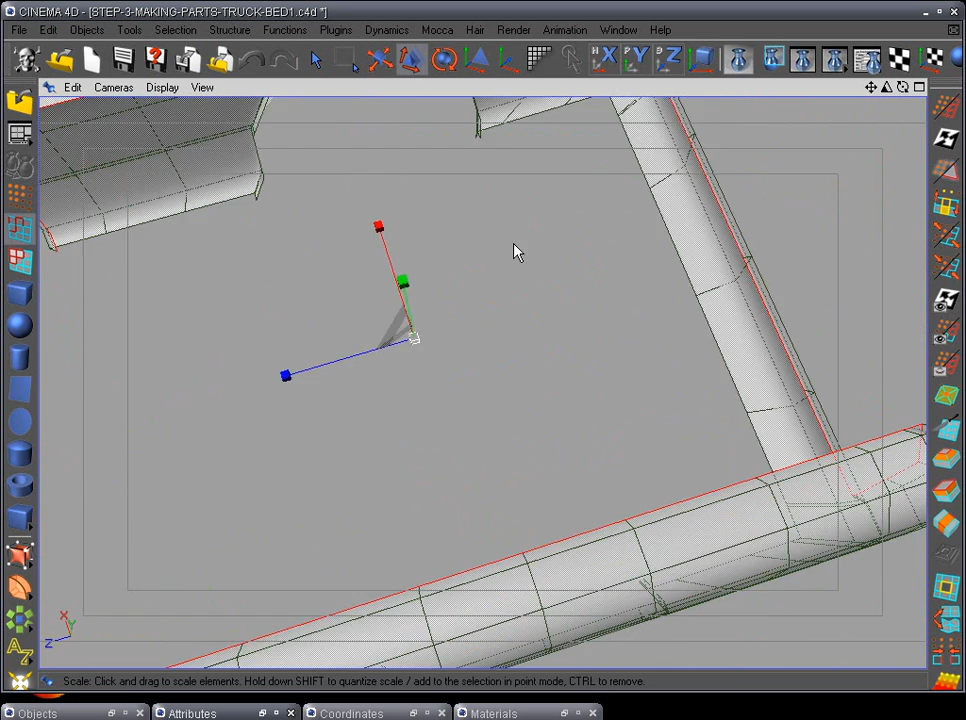 CINEMA 4D - [STEP-3-MAKING-PARTS-TRUCK-BED1.c4d *]
File Edit Objects Tools Selection Structure Functions Plugins Dynamics Mocca Hair Render Animation Window Help
X Y Z
Edit Cameras Display View
X
Y
Z
Scale: Click and drag to scale elements. Hold down SHIFT to quantize scale / add to the selection in point mode, CTRL to remove.
Objects Attributes Coordinates Materials